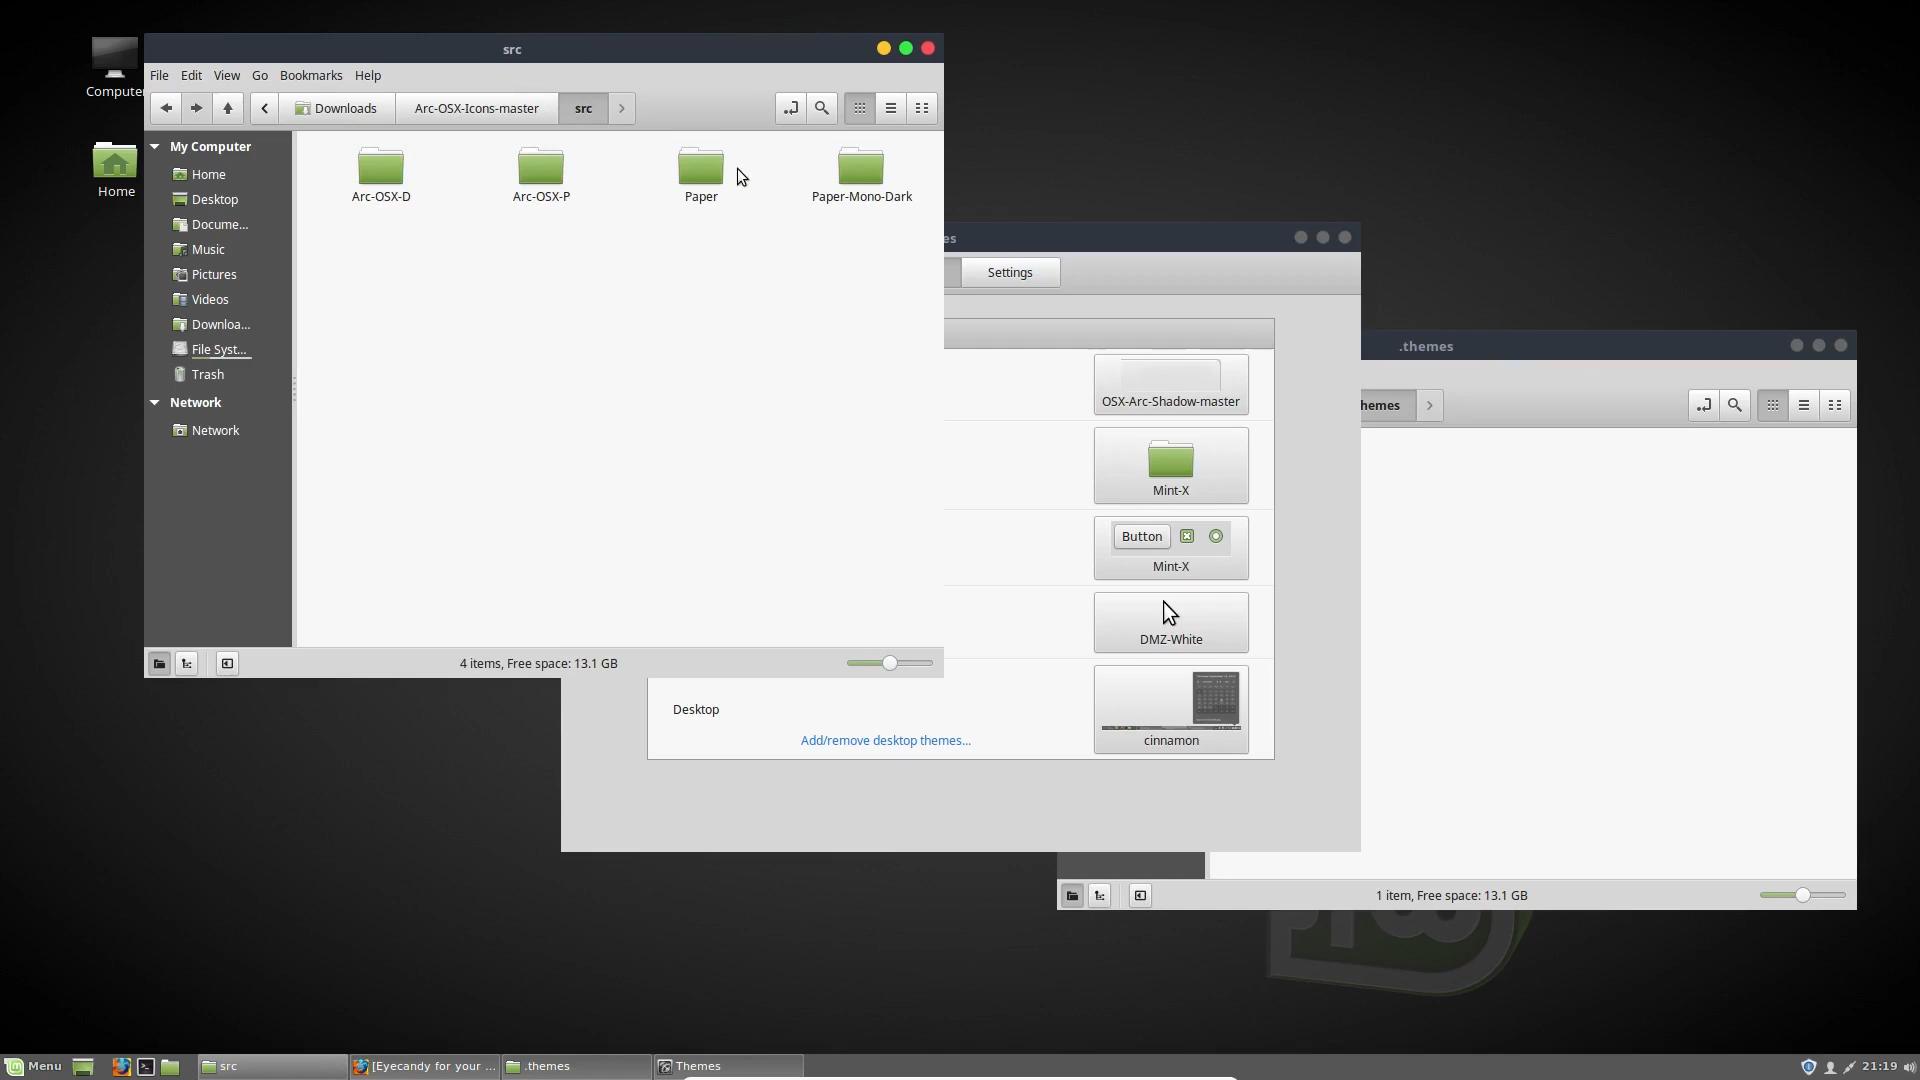 Computer
Home
src
File Edit View Go Bookmarks Help
Downloads Arc-OSX-Icons-master src
My Computer
Home
Desktop
Docume...
Music
Pictures
Videos
Downloa...
File Syst...
Trash
Network
Network
Arc-OSX-D Arc-OSX-P Paper Paper-Mono-Dark
4 items, Free space: 13.1 GB
es
Settings
OSX-Arc-Shadow-master
Mint-X
Button
Mint-X
DMZ-White
Desktop
Add/remove desktop themes...
cinnamon
.themes
hemes
1 item, Free space: 13.1 GB
Menu src [Eyecandy for your ... .themes Themes 21:19